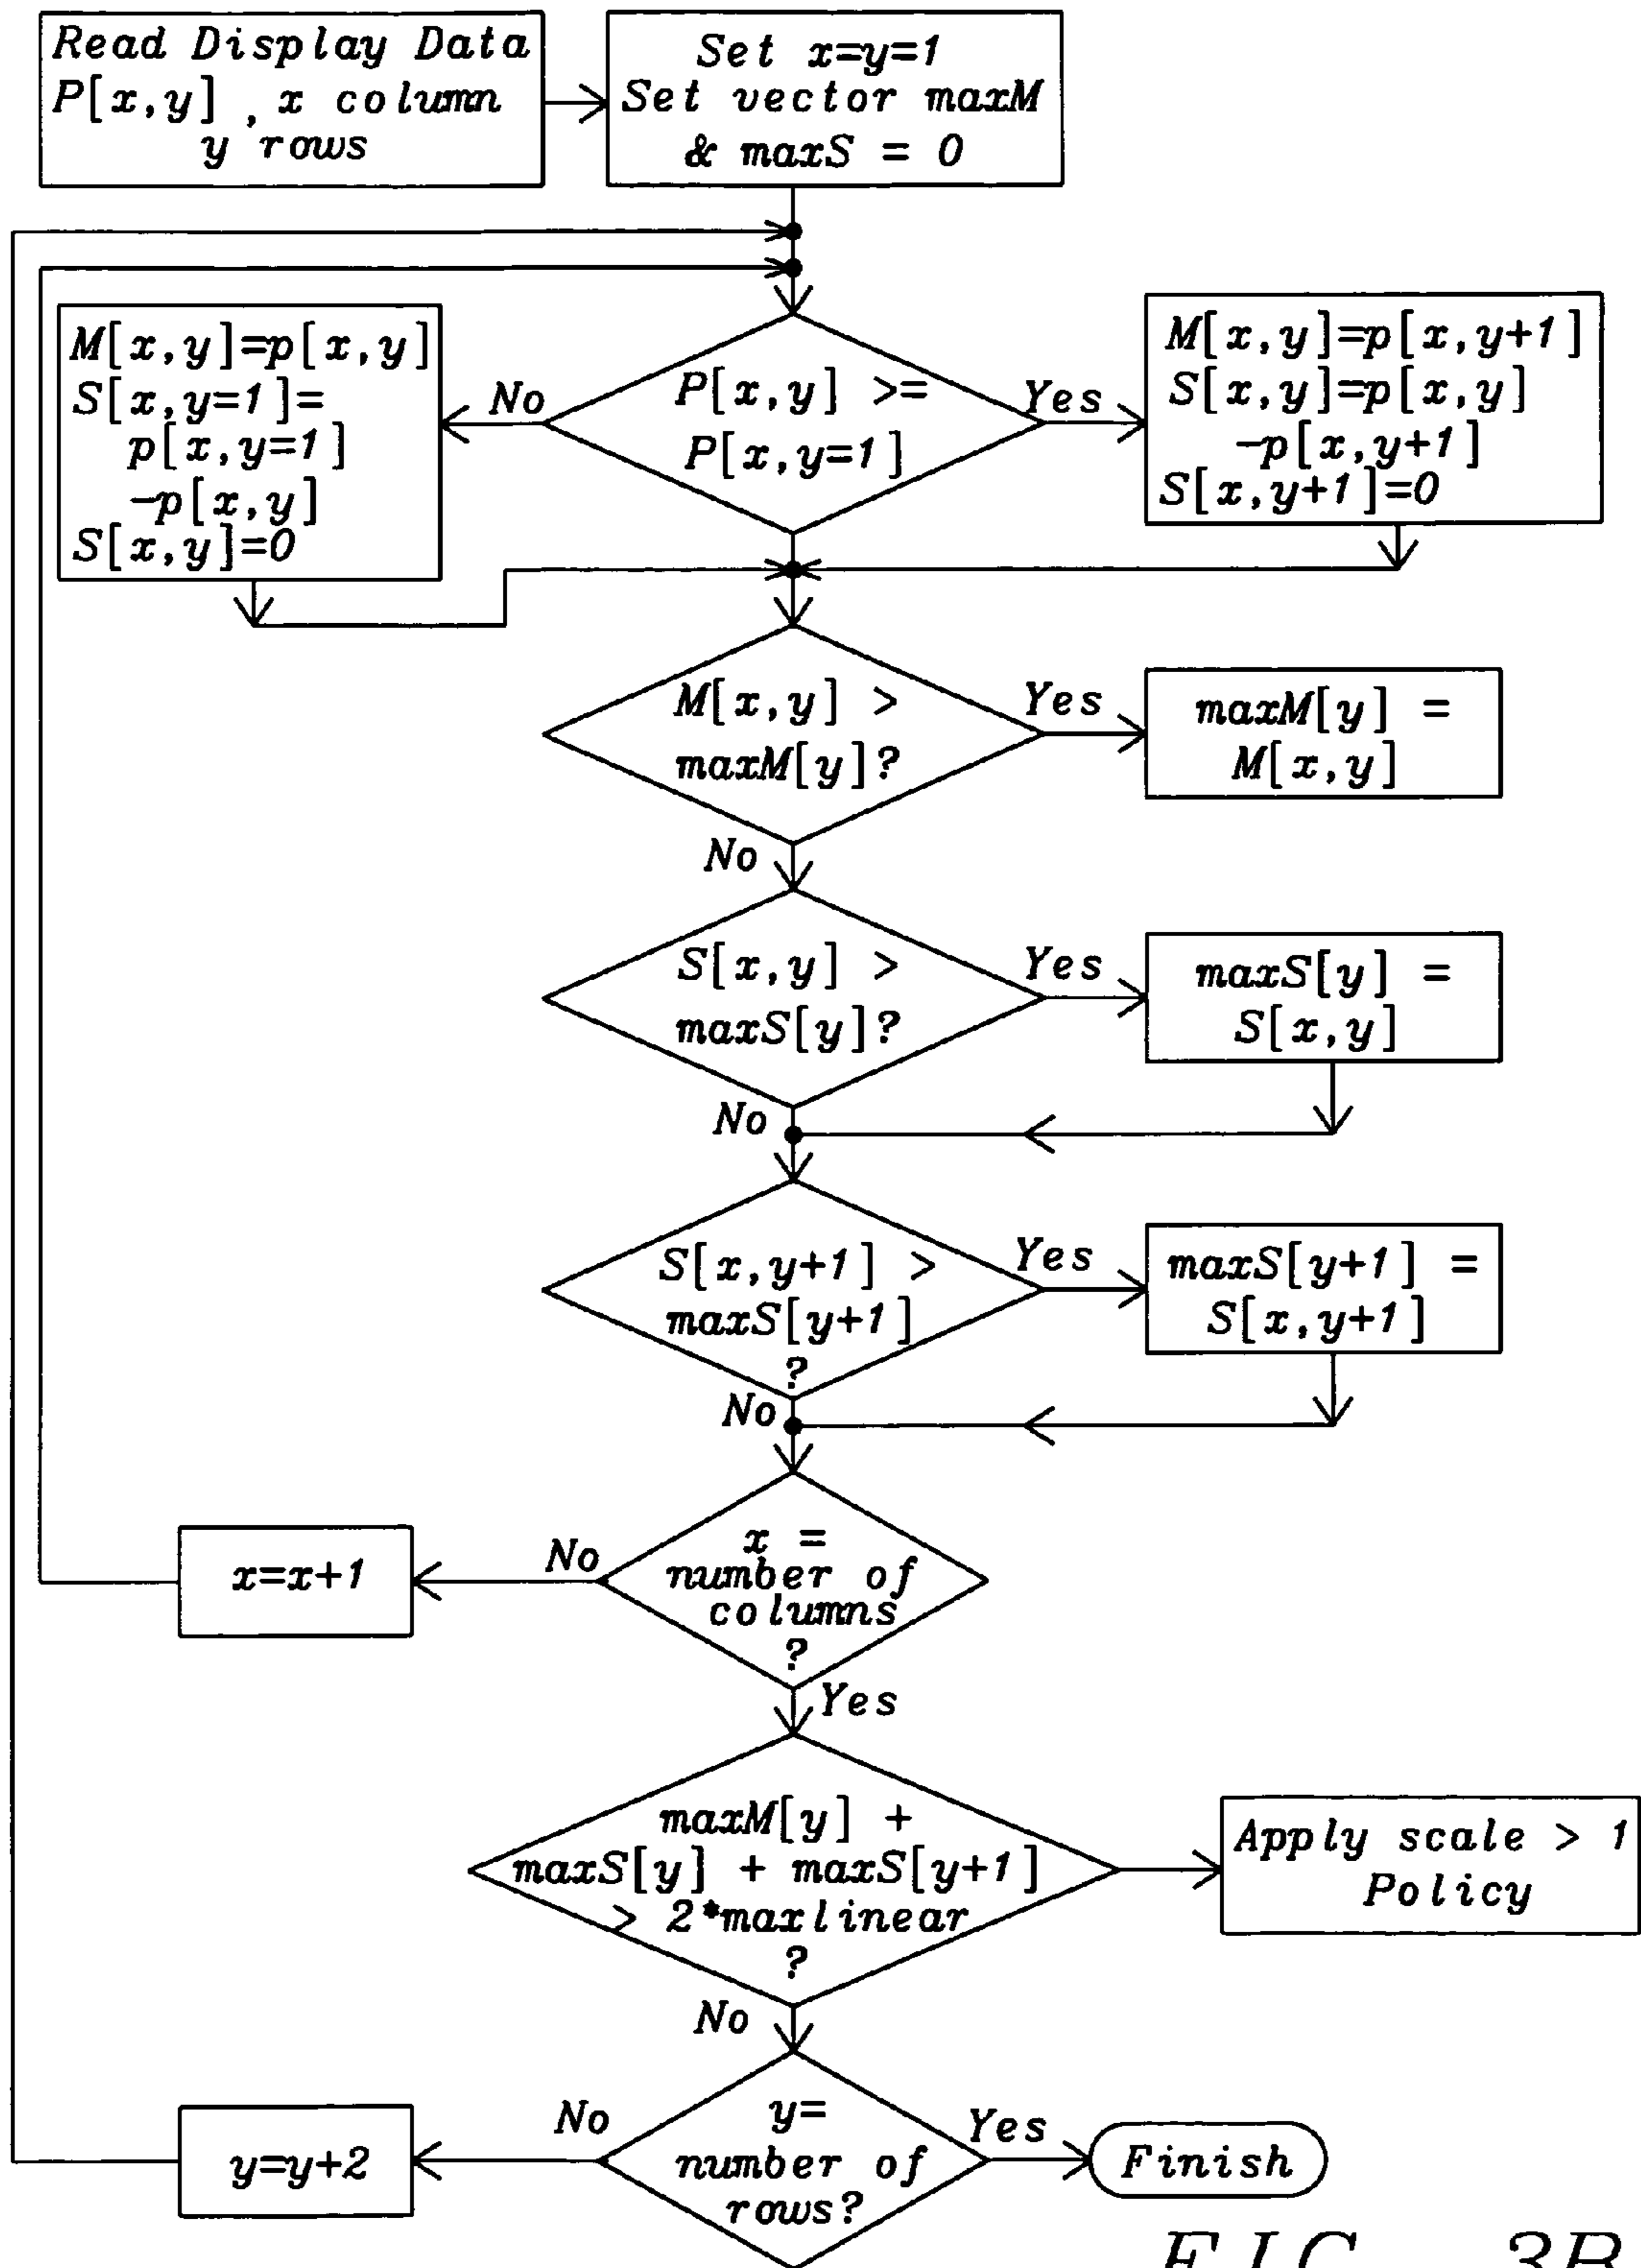 Read Display Data
P[x,y] , x column
y rows
Set x=y=1
Set vector maxM
& maxS = 0
M[x,y]=p[x,y]
S[x,y=1]=
p[x,y=1]
-p[x,y]
S[x,y]=0
No
P[x,y] >=
P[x,y=1]
Yes
M[x,y]=p[x,y+1]
S[x,y]=p[x,y]
-p[x,y+1]
S[x,y+1]=0
M[x,y] >
maxM[y]?
Yes
maxM[y] =
M[x,y]
No
S[x,y] >
maxS[y]?
Yes
maxS[y] =
S[x,y]
No
S[x,y+1] >
maxS[y+1]
?
Yes
maxS[y+1] =
S[x,y+1]
No
x=x+1
No
x =
number of
columns
?
Yes
maxM[y] +
maxS[y] + maxS[y+1]
> 2*maxlinear
?
Apply scale > 1
Policy
No
y=y+2
No
y=
number of
rows?
Yes
Finish
FIG. 3B